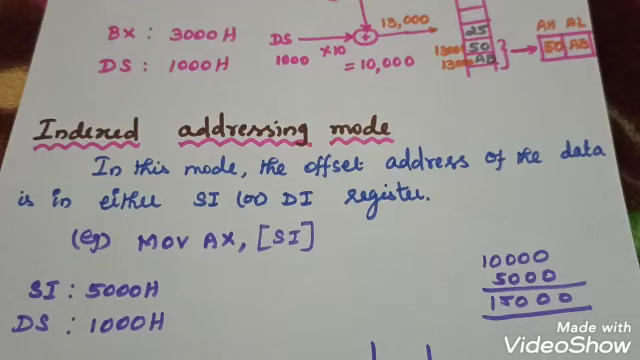 13,000
BX : 3000H
DS : 1000H
DS
1000
×10
+
= 10,000
25
13001 50
13000 AB
AH AL
50 AB
Indexed addressing mode
In this mode, the offset address of the data
is in either SI (or) DI register.
(eg) MOV AX, [SI]
SI : 5000H
DS : 1000H
10000
5000
15000
Made with
VideoShow